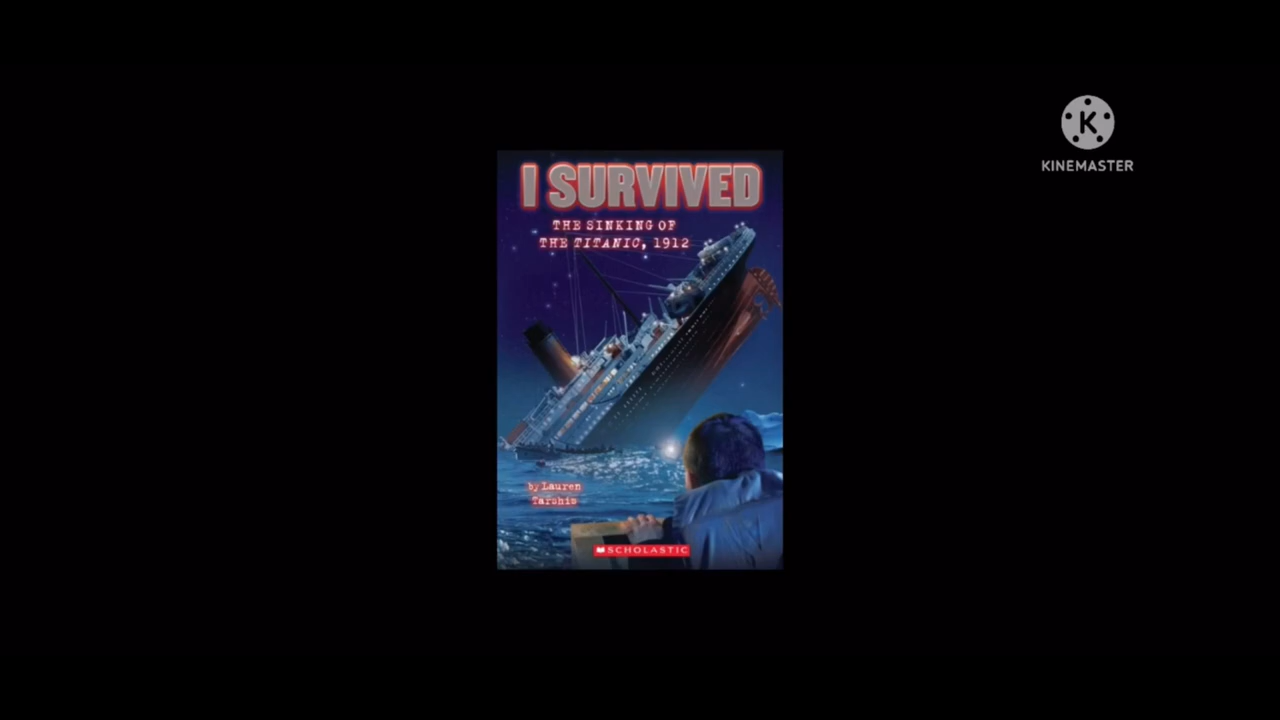 I SURVIVED
THE SINKING OF
THE TITANIC, 1912
by Lauren
Tarshis
SCHOLASTIC
KINEMASTER